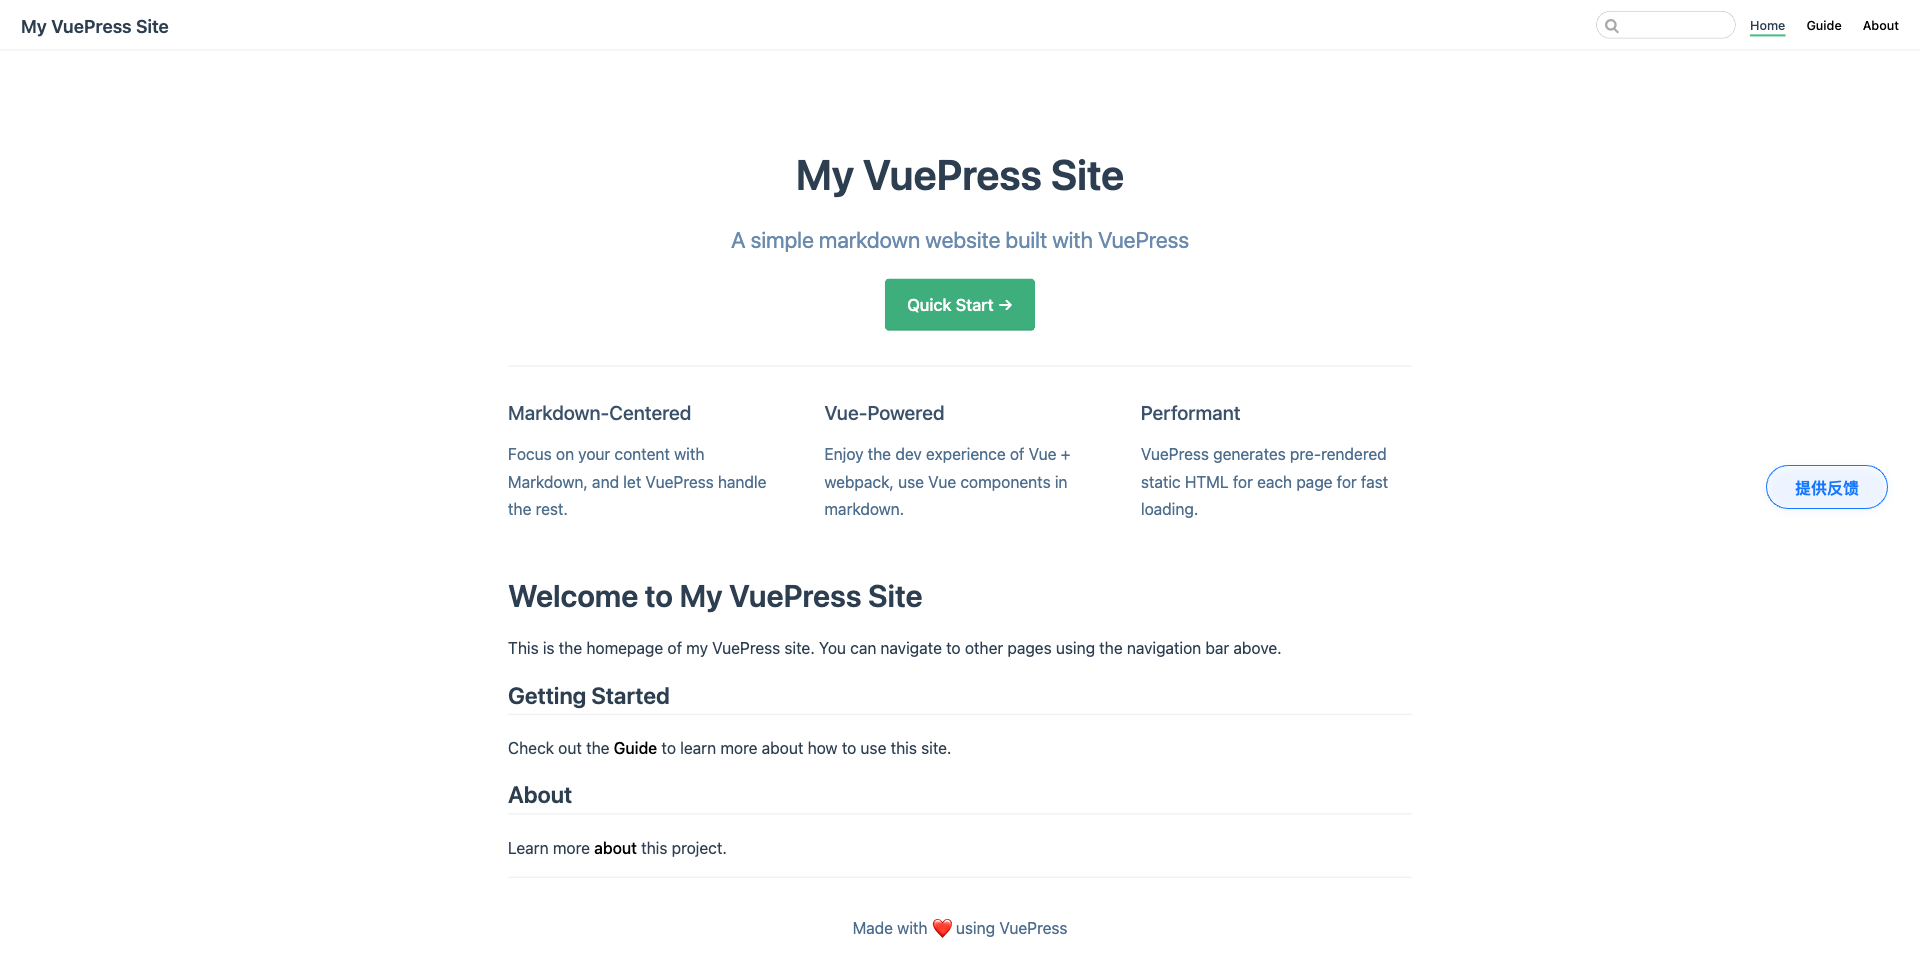 My VuePress Site
Home
Guide
About
My VuePress Site
A simple markdown website built with VuePress
Quick Start →
Markdown-Centered
Focus on your content with
Markdown, and let VuePress handle
the rest.
Vue-Powered
Enjoy the dev experience of Vue +
webpack, use Vue components in
markdown.
Performant
VuePress generates pre-rendered
static HTML for each page for fast
loading.
提供反馈
Welcome to My VuePress Site
This is the homepage of my VuePress site. You can navigate to other pages using the navigation bar above.
Getting Started
Check out the Guide to learn more about how to use this site.
About
Learn more about this project.
Made with ❤️ using VuePress